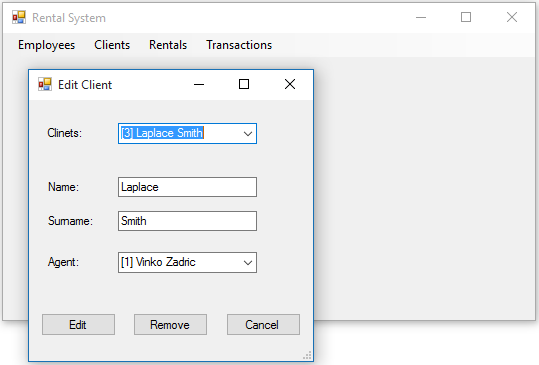 Rental System
Employees Clients Rentals Transactions
Edit Client
Clinets: [3] Laplace Smith
Name: Laplace
Surname: Smith
Agent: [1] Vinko Zadric
Edit Remove Cancel